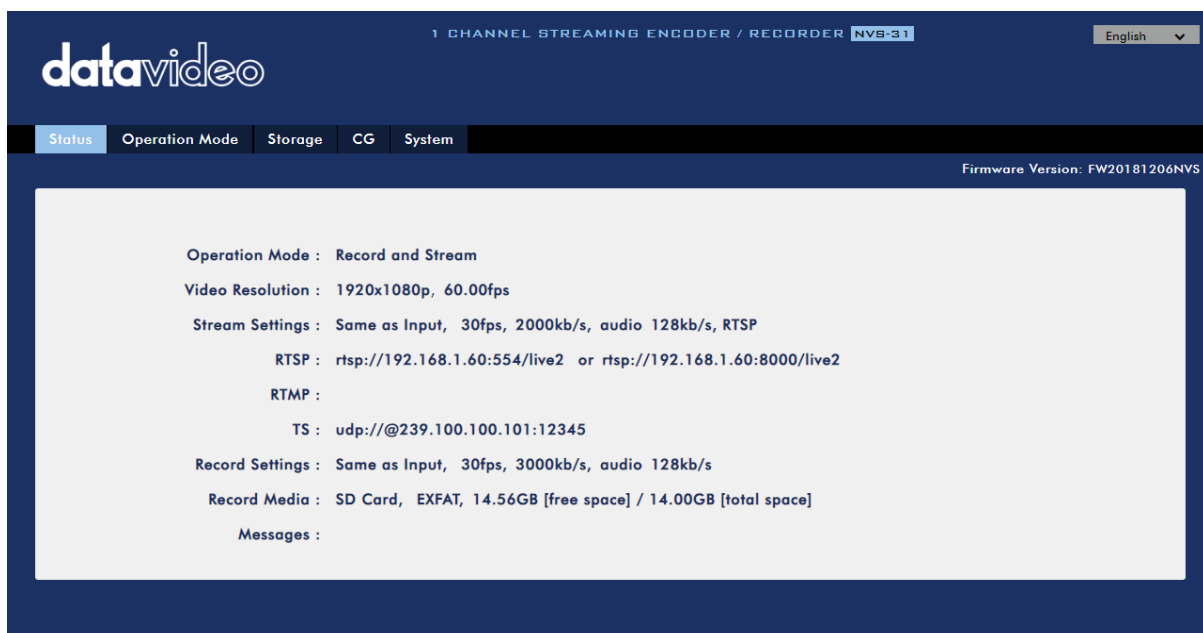 1 CHANNEL STREAMING ENCODER / RECORDER NVS-31
English
datavideo
Status Operation Mode Storage CG System
Firmware Version: FW20181206NVS
Operation Mode : Record and Stream
Video Resolution : 1920x1080p, 60.00fps
Stream Settings : Same as Input, 30fps, 2000kb/s, audio 128kb/s, RTSP
RTSP : rtsp://192.168.1.60:554/live2 or rtsp://192.168.1.60:8000/live2
RTMP :
TS : udp://@239.100.100.101:12345
Record Settings : Same as Input, 30fps, 3000kb/s, audio 128kb/s
Record Media : SD Card, EXFAT, 14.56GB [free space] / 14.00GB [total space]
Messages :